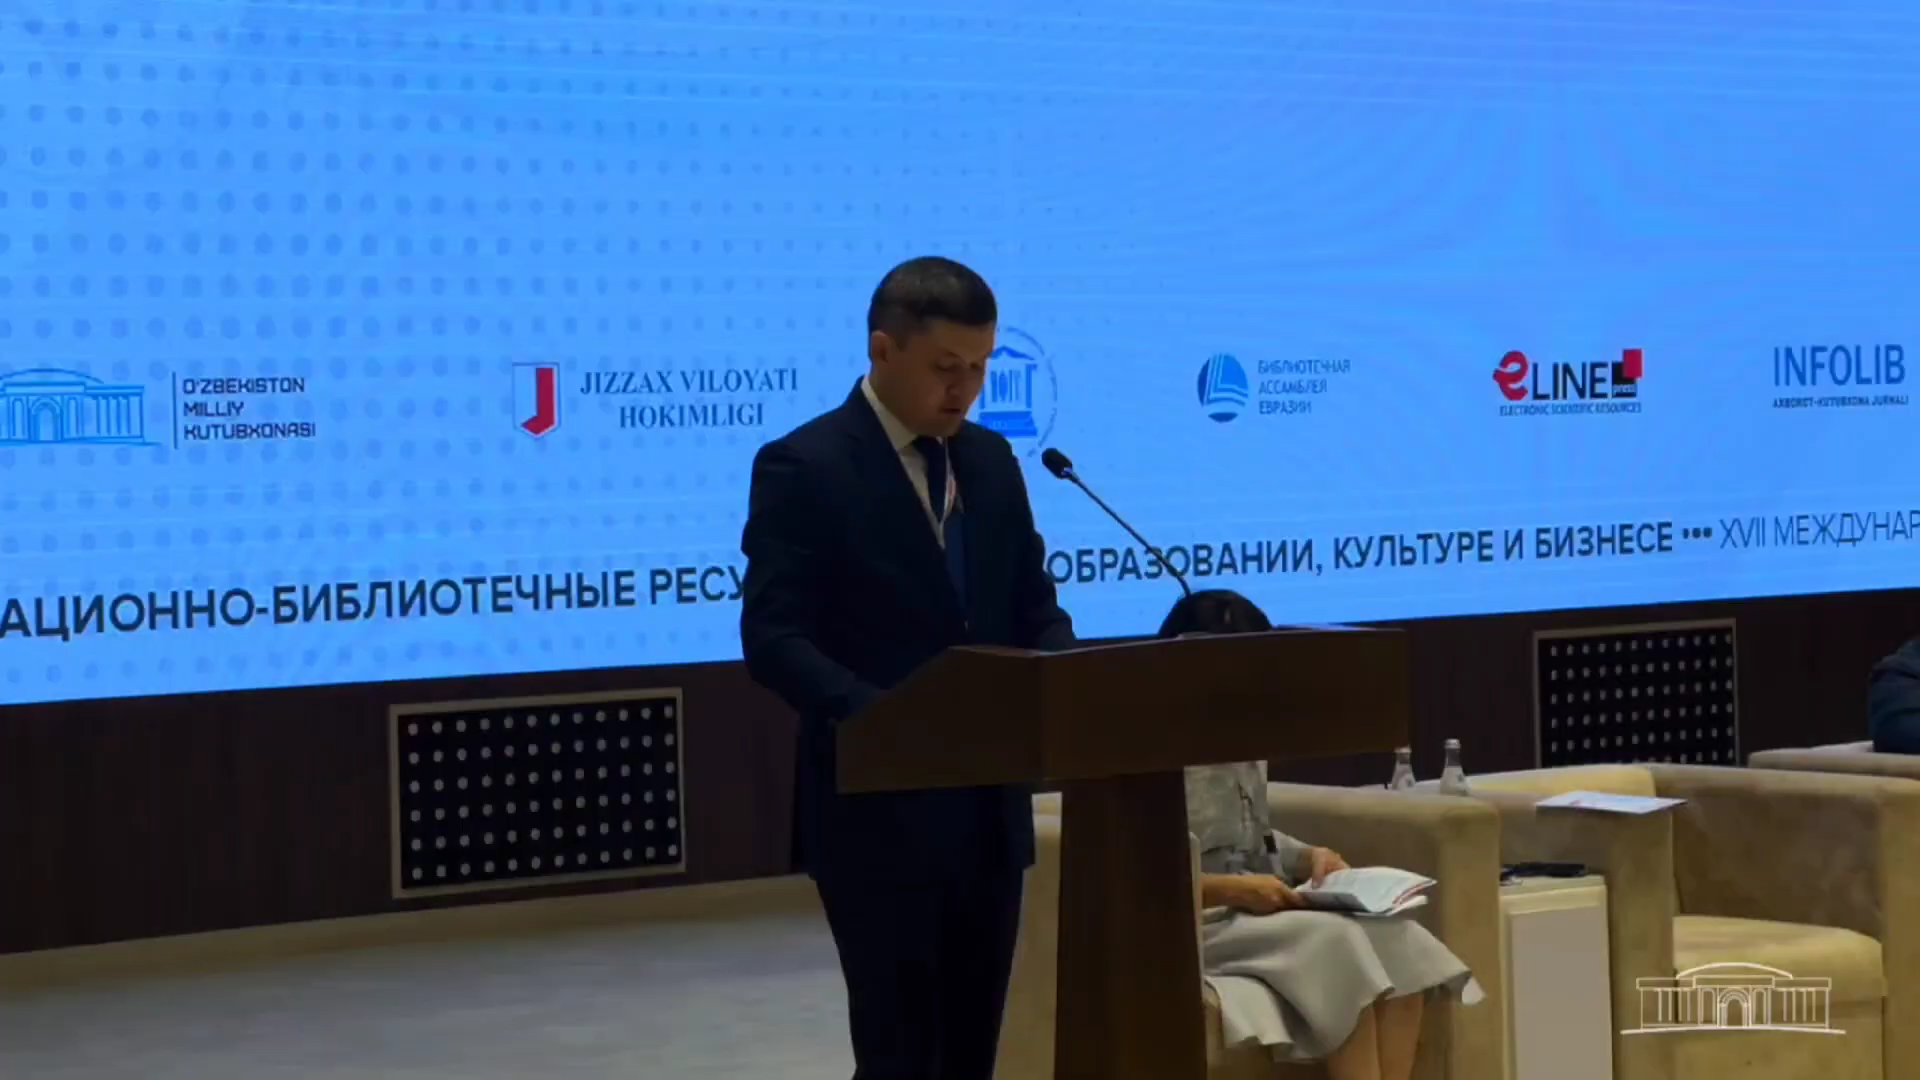 O'ZBEKISTON
MILLIY
KUTUBXONASI
JIZZAX VILOYATI
HOKIMLIGI
БИБЛИОТЕЧНАЯ
АССАМБЛЕЯ
ЕВРАЗИИ
eLINE press
ELECTRONIC SCIENTIFIC RESOURCES
INFOLIB
AXBOROT-KUTUBXONA JURNALI
АЦИОННО-БИБЛИОТЕЧНЫЕ РЕСУ ОБРАЗОВАНИИ, КУЛЬТУРЕ И БИЗНЕСЕ ••• XVII МЕЖДУНАР